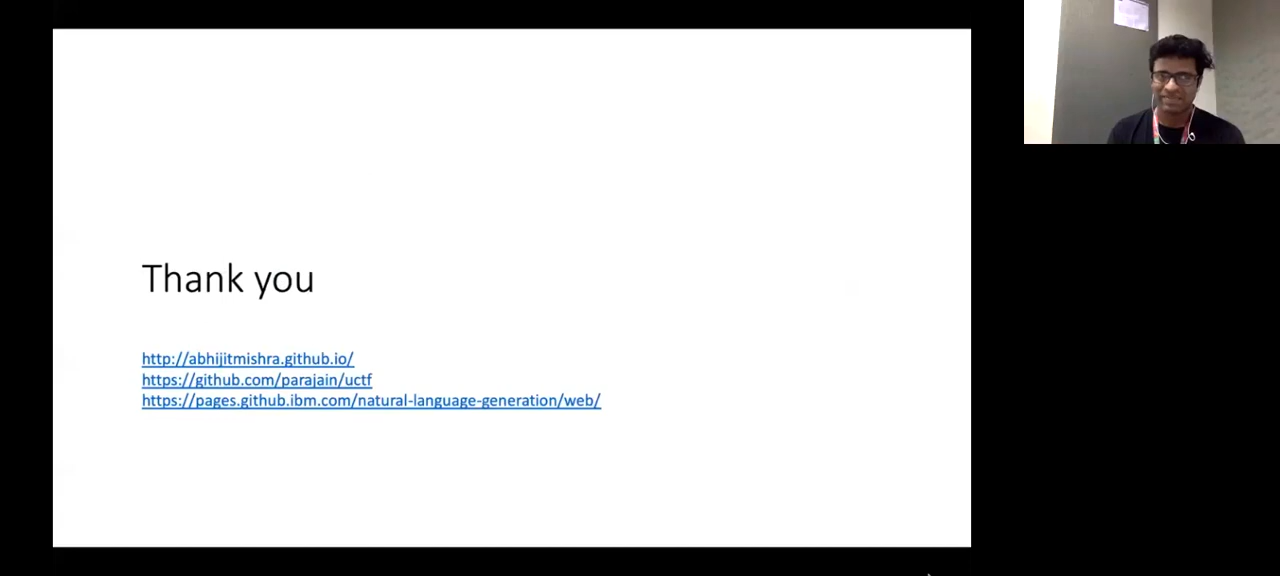 Thank you
http://abhijitmishra.github.io/
https://github.com/parajain/uctf
https://pages.github.ibm.com/natural-language-generation/web/